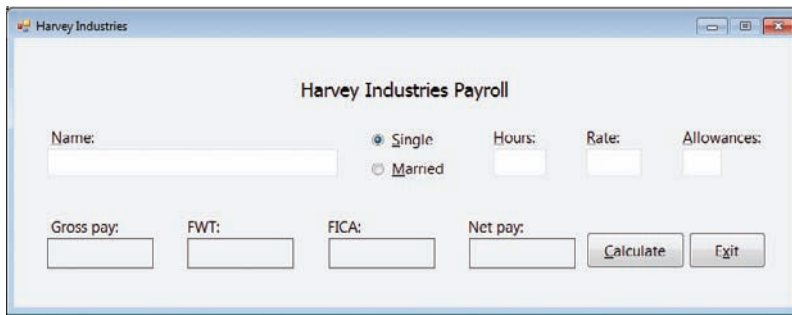 Harvey Industries
Harvey Industries Payroll
Name: Single Hours: Rate: Allowances:
Married
Gross pay: FWT: FICA: Net pay:
Calculate Exit